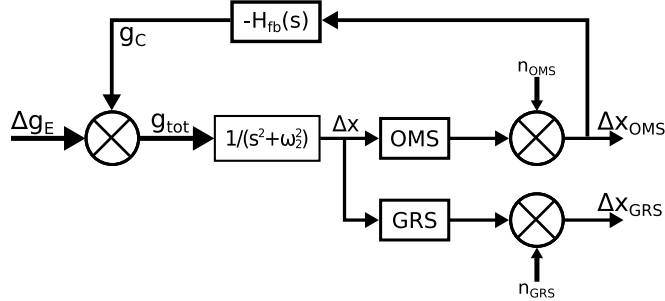 -H_fb(s)
g_C
n_OMS
Δg_E
g_tot
1/(s²+ω₂²)
Δx
OMS
Δx_OMS
GRS
Δx_GRS
n_GRS